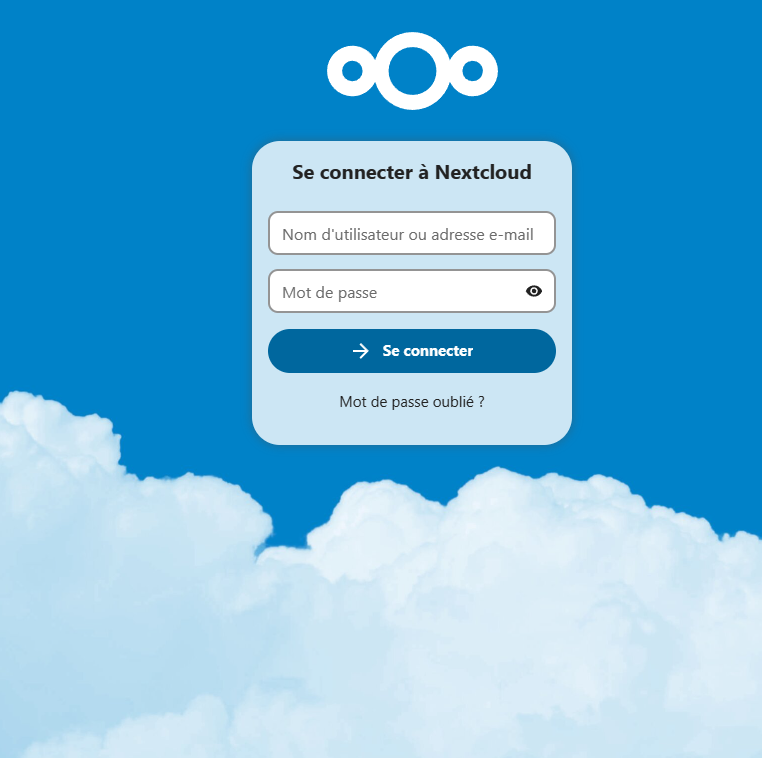 Se connecter à Nextcloud
Nom d'utilisateur ou adresse e-mail
Mot de passe
Se connecter
Mot de passe oublié ?